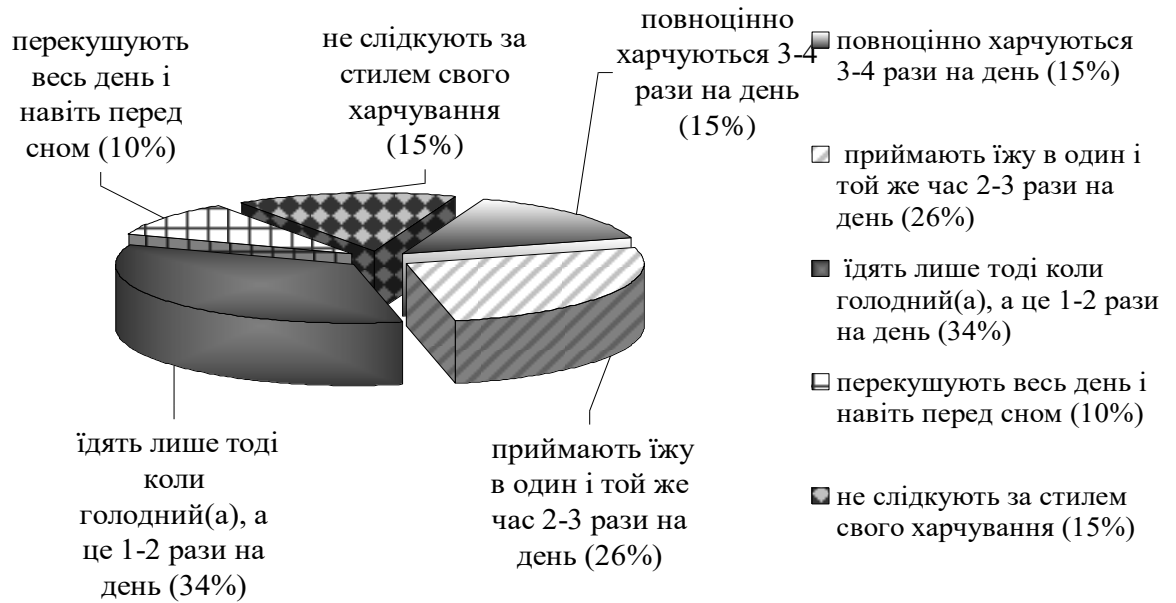 перекушують
весь день і
навіть перед
сном (10%)
не слідкують за
стилем свого
харчування
(15%)
повноцінно
харчуються 3-4
рази на день
(15%)
їдять лише тоді
коли
голодний(а), а
це 1-2 рази на
день (34%)
приймають їжу
в один і той же
час 2-3 рази на
день (26%)
повноцінно харчуються
3-4 рази на день (15%)
приймають їжу в один і
той же час 2-3 рази на
день (26%)
їдять лише тоді коли
голодний(а), а це 1-2 рази
на день (34%)
перекушують весь день і
навіть перед сном (10%)
не слідкують за стилем
свого харчування (15%)